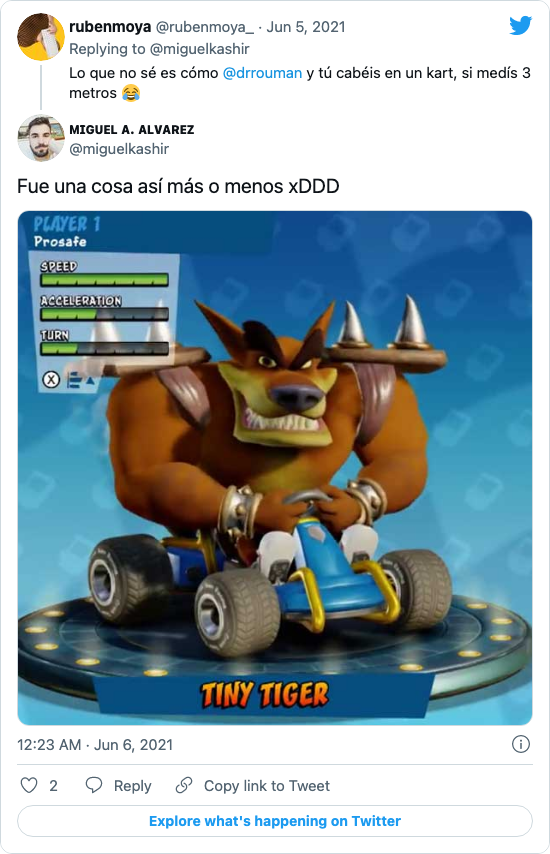 rubenmoya @rubenmoya_ · Jun 5, 2021
Replying to @miguelkashir
Lo que no sé es cómo @drrouman y tú cabéis en un kart, si medís 3
metros 😂
MIGUEL A. ALVAREZ
@miguelkashir
Fue una cosa así más o menos xDDD
PLAYER 1
Prosafe
SPEED
ACCELERATION
TURN
X
TINY TIGER
12:23 AM · Jun 6, 2021
2 Reply Copy link to Tweet
Explore what's happening on Twitter